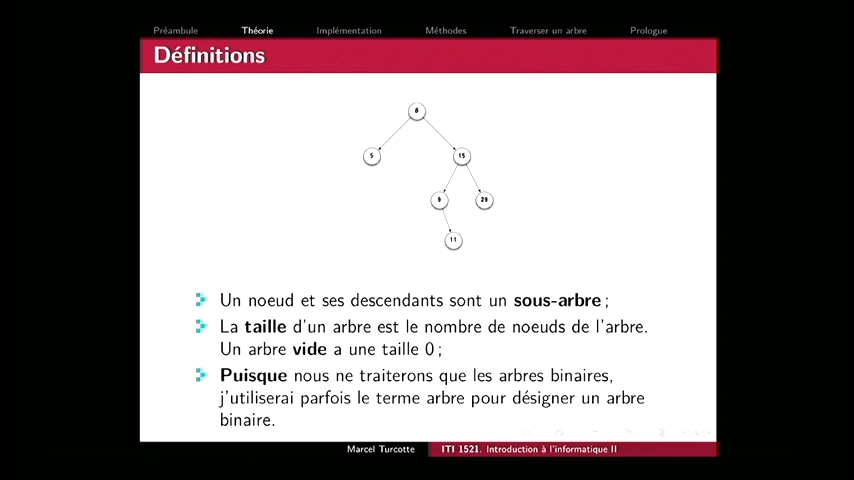 Préambule Théorie Implémentation Méthodes Traverser un arbre Prologue
Définitions
8
5 15
9 29
11
Un noeud et ses descendants sont un sous-arbre ;
La taille d'un arbre est le nombre de noeuds de l'arbre.
Un arbre vide a une taille 0 ;
Puisque nous ne traiterons que les arbres binaires,
j'utiliserai parfois le terme arbre pour désigner un arbre
binaire.
Marcel Turcotte ITI 1521. Introduction à l'informatique II